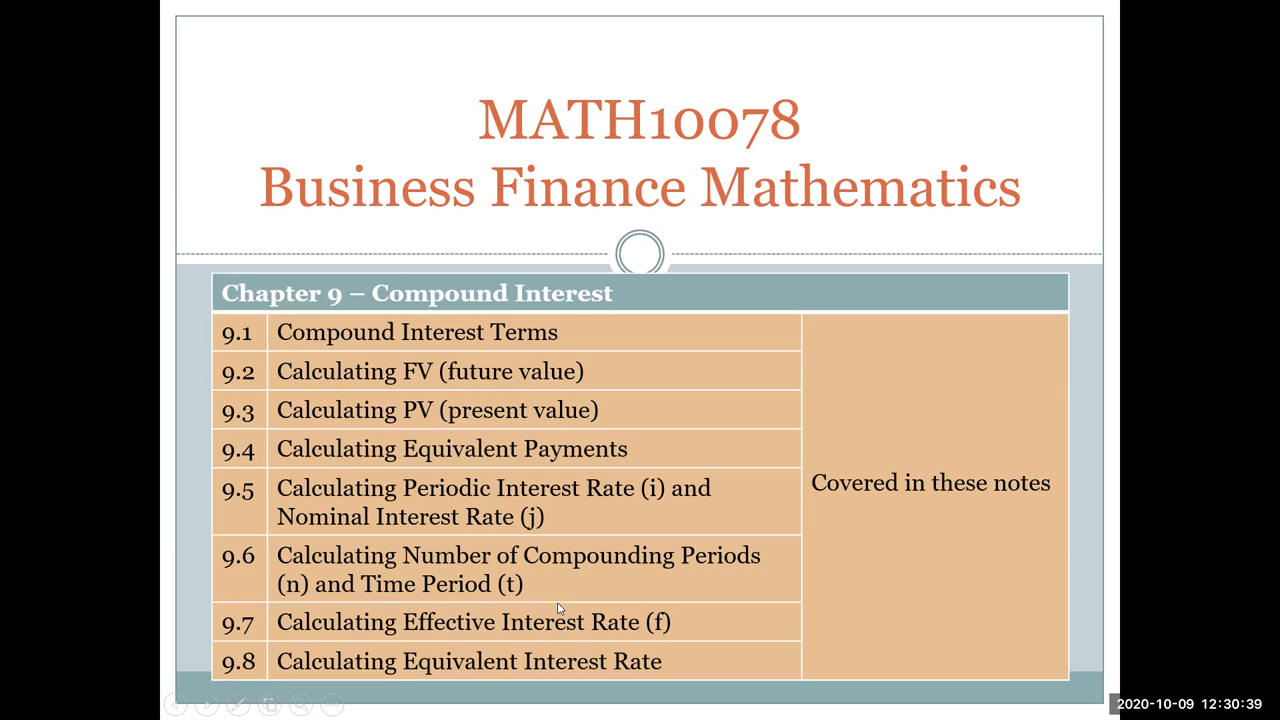 MATH10078
Business Finance Mathematics
Chapter 9 – Compound Interest
9.1 Compound Interest Terms
9.2 Calculating FV (future value)
9.3 Calculating PV (present value)
9.4 Calculating Equivalent Payments
9.5 Calculating Periodic Interest Rate (i) and
Nominal Interest Rate (j)
Covered in these notes
9.6 Calculating Number of Compounding Periods
(n) and Time Period (t)
9.7 Calculating Effective Interest Rate (f)
9.8 Calculating Equivalent Interest Rate
2020-10-09 12:30:39